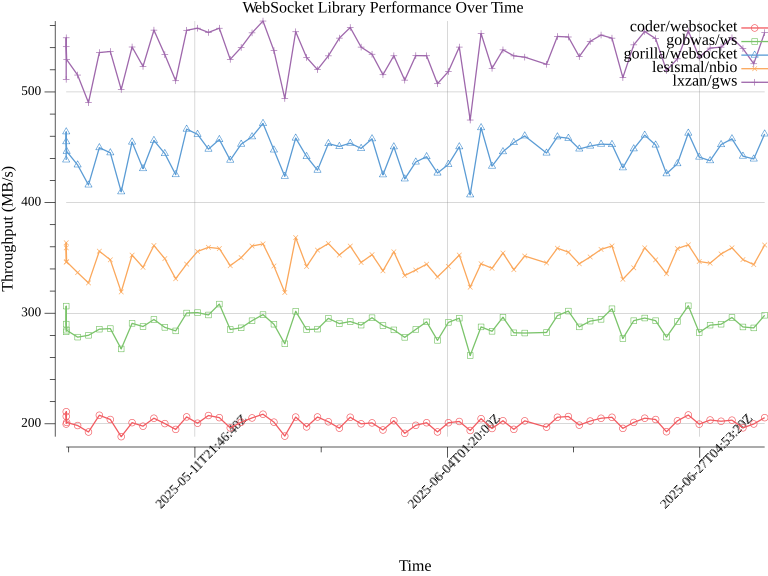 WebSocket Library Performance Over Time
coder/websocket
gobwas/ws
gorilla/websocket
lesismal/nbio
lxzan/gws
Throughput (MB/s)
500
400
300
200
2025-05-11T21:46:40Z
2025-06-04T01:20:00Z
2025-06-27T04:53:20Z
Time